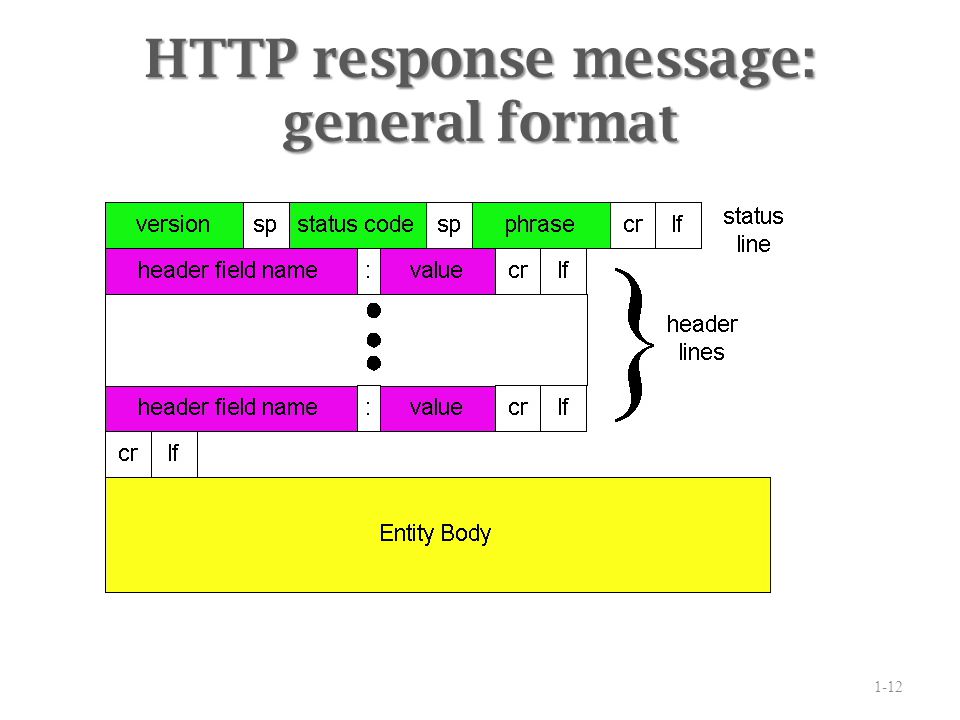 HTTP response message:
general format
version sp status code sp phrase cr lf
status
line
header field name : value cr lf
header
lines
header field name : value cr lf
cr lf
Entity Body
1-12